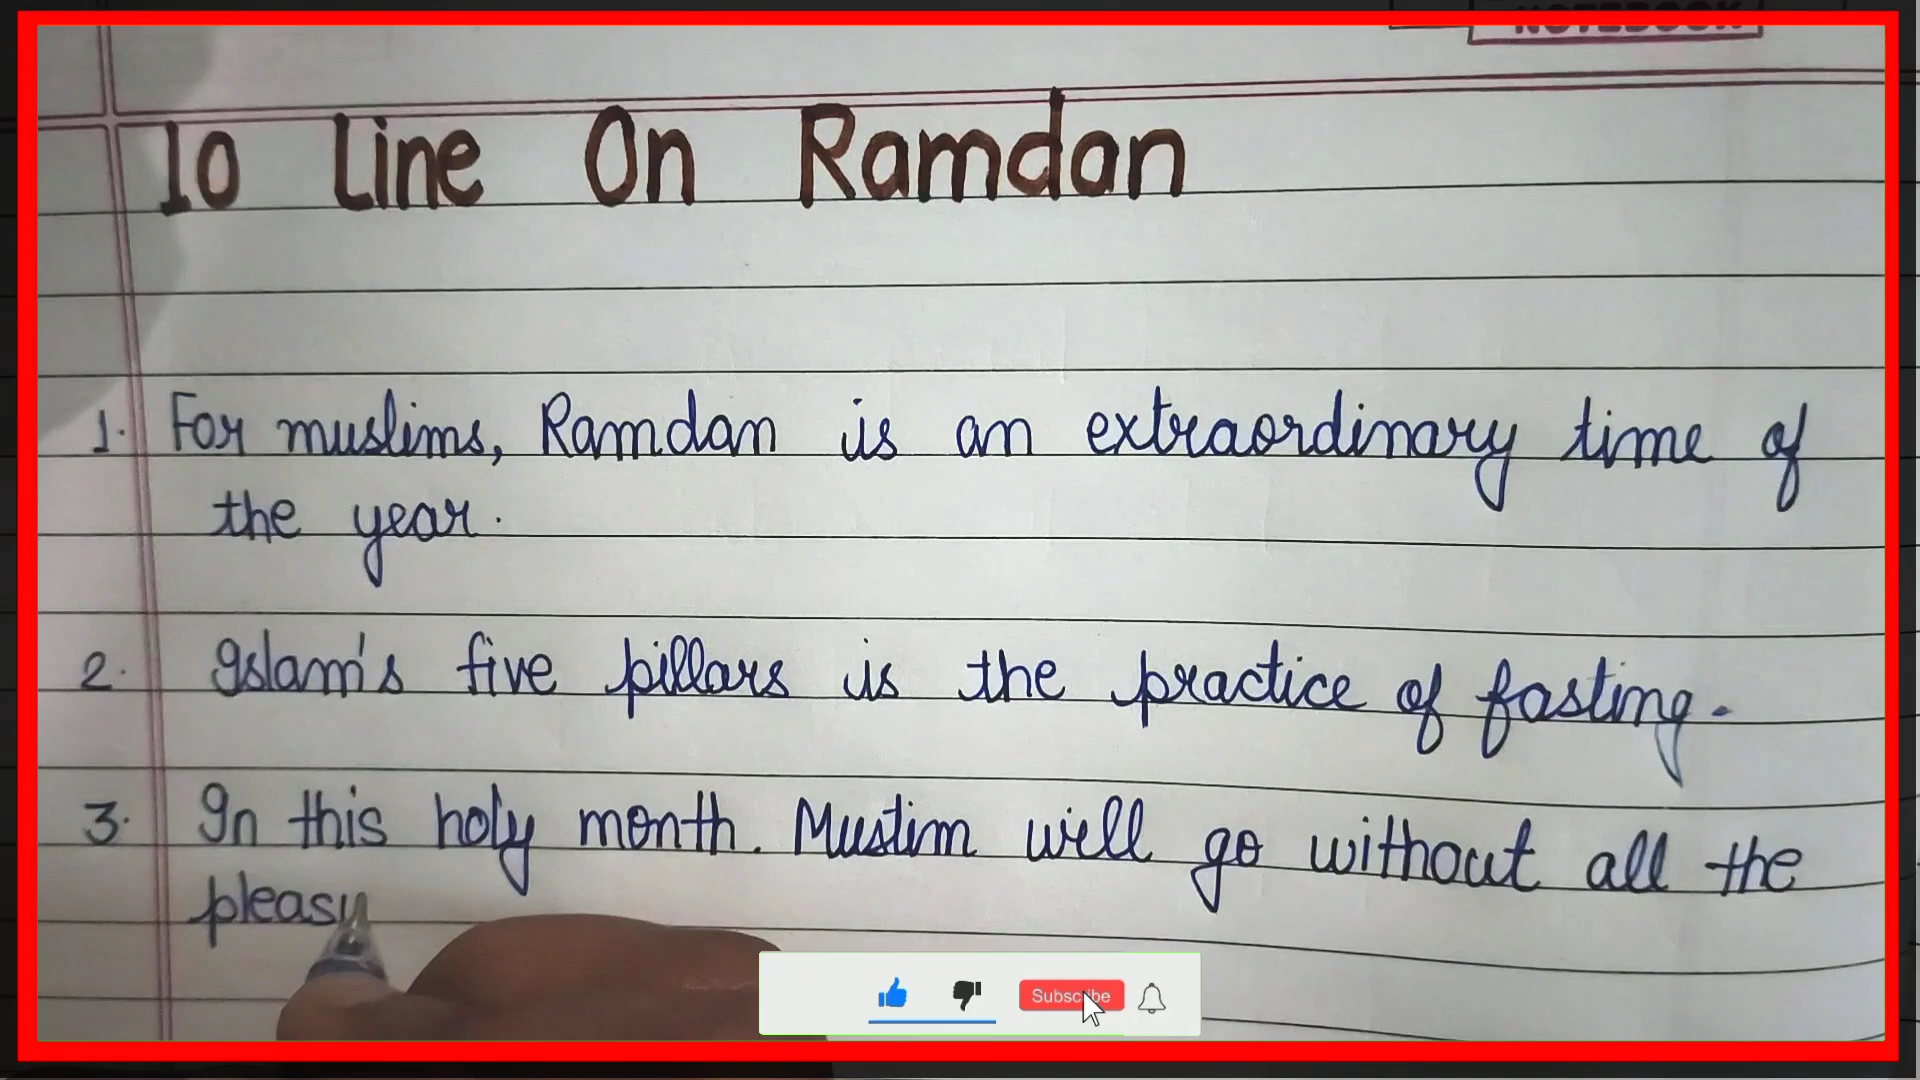 NOTEBOOK
10 Line On Ramdan
1. For muslims, Ramdan is an extraordinary time of
the year.
2. Islam's five pillars is the practice of fasting.
3. In this holy month. Muslim will go without all the
pleasu
Subscribe